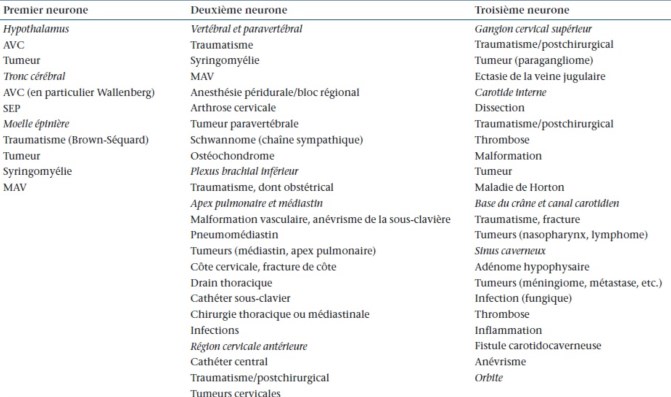 Premier neurone
Hypothalamus
AVC
Tumeur
Tronc cérébral
AVC (en particulier Wallenberg)
SEP
Moelle épinière
Traumatisme (Brown-Séquard)
Tumeur
Syringomyélie
MAV
Deuxième neurone
Vertébral et paravertébral
Traumatisme
Syringomyélie
MAV
Anesthésie péridurale/bloc régional
Arthrose cervicale
Tumeur paravertébrale
Schwannome (chaîne sympathique)
Ostéochondrome
Plexus brachial inférieur
Traumatisme, dont obstétrical
Apex pulmonaire et médiastin
Malformation vasculaire, anévrisme de la sous-clavière
Pneumomédiastin
Tumeurs (médiastin, apex pulmonaire)
Côte cervicale, fracture de côte
Drain thoracique
Cathéter sous-clavier
Chirurgie thoracique ou médiastinale
Infections
Région cervicale antérieure
Cathéter central
Traumatisme/postchirurgical
Tumeurs cervicales
Troisième neurone
Ganglion cervical supérieur
Traumatisme/postchirurgical
Tumeur (paragangliome)
Ectasie de la veine jugulaire
Carotide interne
Dissection
Traumatisme/postchirurgical
Thrombose
Malformation
Tumeur
Maladie de Horton
Base du crâne et canal carotidien
Traumatisme, fracture
Tumeurs (nasopharynx, lymphome)
Sinus caverneux
Adénome hypophysaire
Tumeurs (méningiome, métastase, etc.)
Infection (fungique)
Thrombose
Inflammation
Fistule carotidocaverneuse
Anévrisme
Orbite